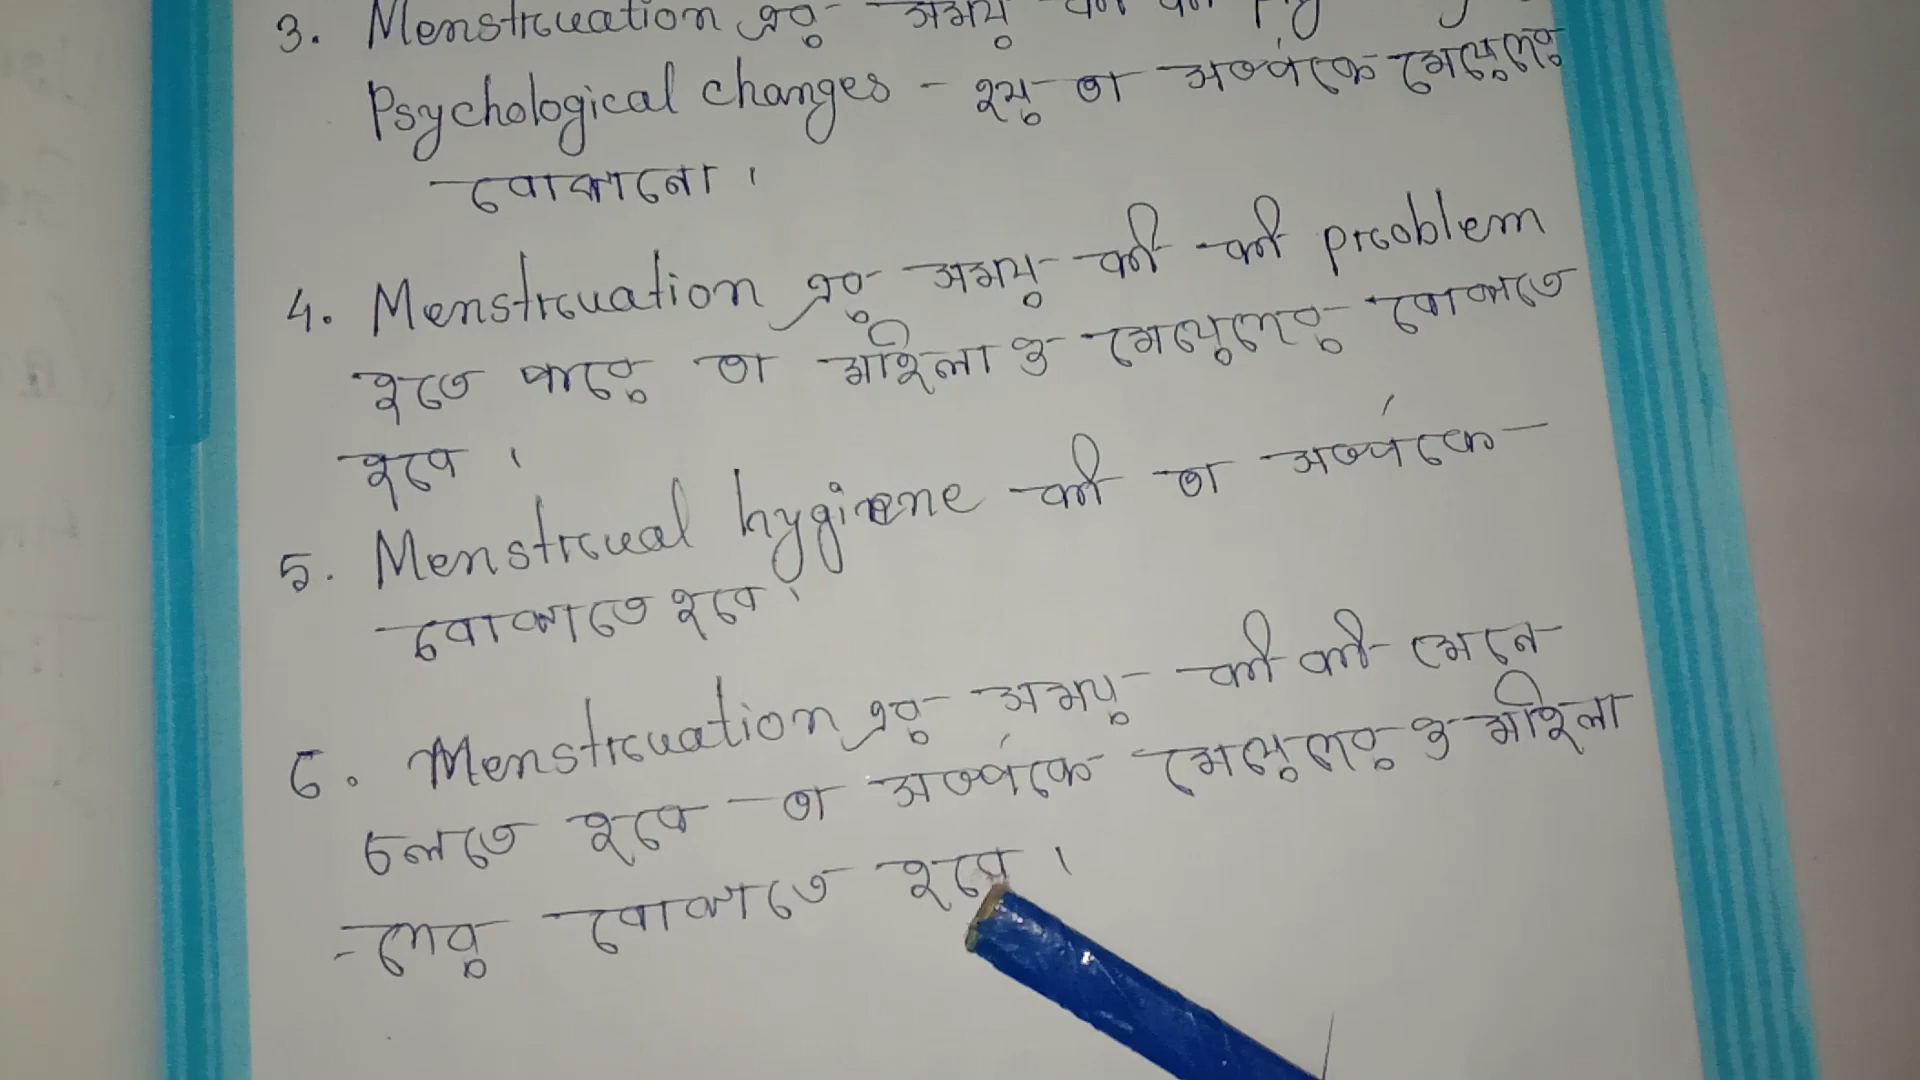 3. Menstruation এর সময় কী কী
Psychological changes - হয় তা সম্পর্কে মেয়েদের
বোঝানো।
4. Menstruation এর সময় কী কী problem
হতে পারে তা মহিলা ও মেয়েদের বোঝাতে
হবে।
5. Menstrual hygiene কী তা সম্পর্কে
বোঝাতে হবে।
6. Menstruation এর সময় কী কী মেনে
চলতে হবে তা সম্পর্কে মেয়েদের ও মহিলা
-দের বোঝাতে হবে।